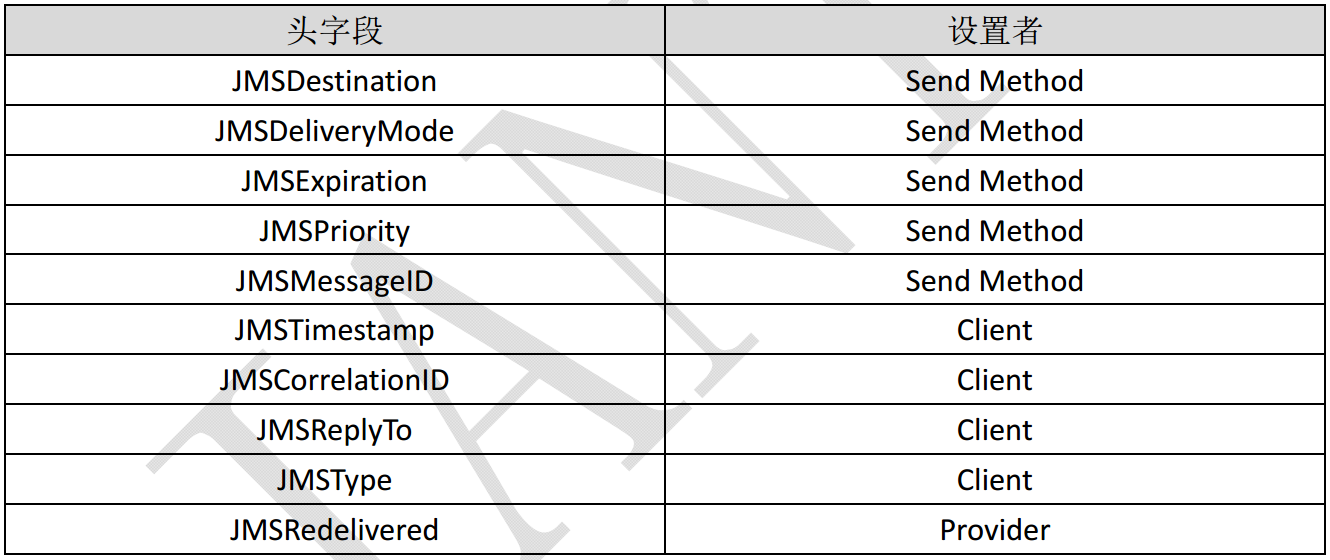 头字段 设置者
JMSDestination Send Method
JMSDeliveryMode Send Method
JMSExpiration Send Method
JMSPriority Send Method
JMSMessageID Send Method
JMSTimestamp Client
JMSCorrelationID Client
JMSReplyTo Client
JMSType Client
JMSRedelivered Provider